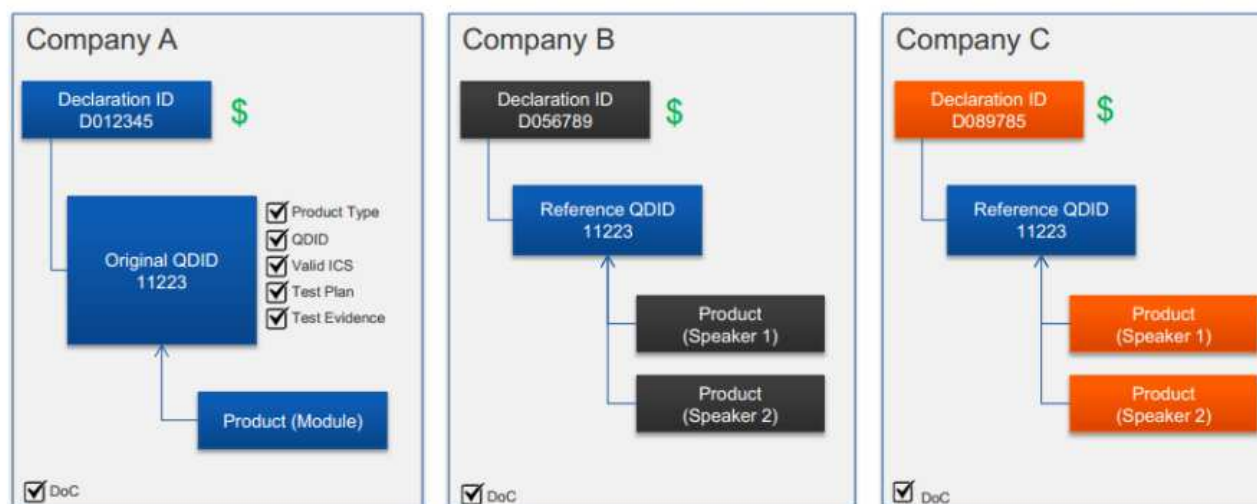 Company A
Declaration ID
D012345
$
Original QDID
11223
Product Type
QDID
Valid ICS
Test Plan
Test Evidence
Product (Module)
DoC
Company B
Declaration ID
D056789
$
Reference QDID
11223
Product
(Speaker 1)
Product
(Speaker 2)
DoC
Company C
Declaration ID
D089785
$
Reference QDID
11223
Product
(Speaker 1)
Product
(Speaker 2)
DoC